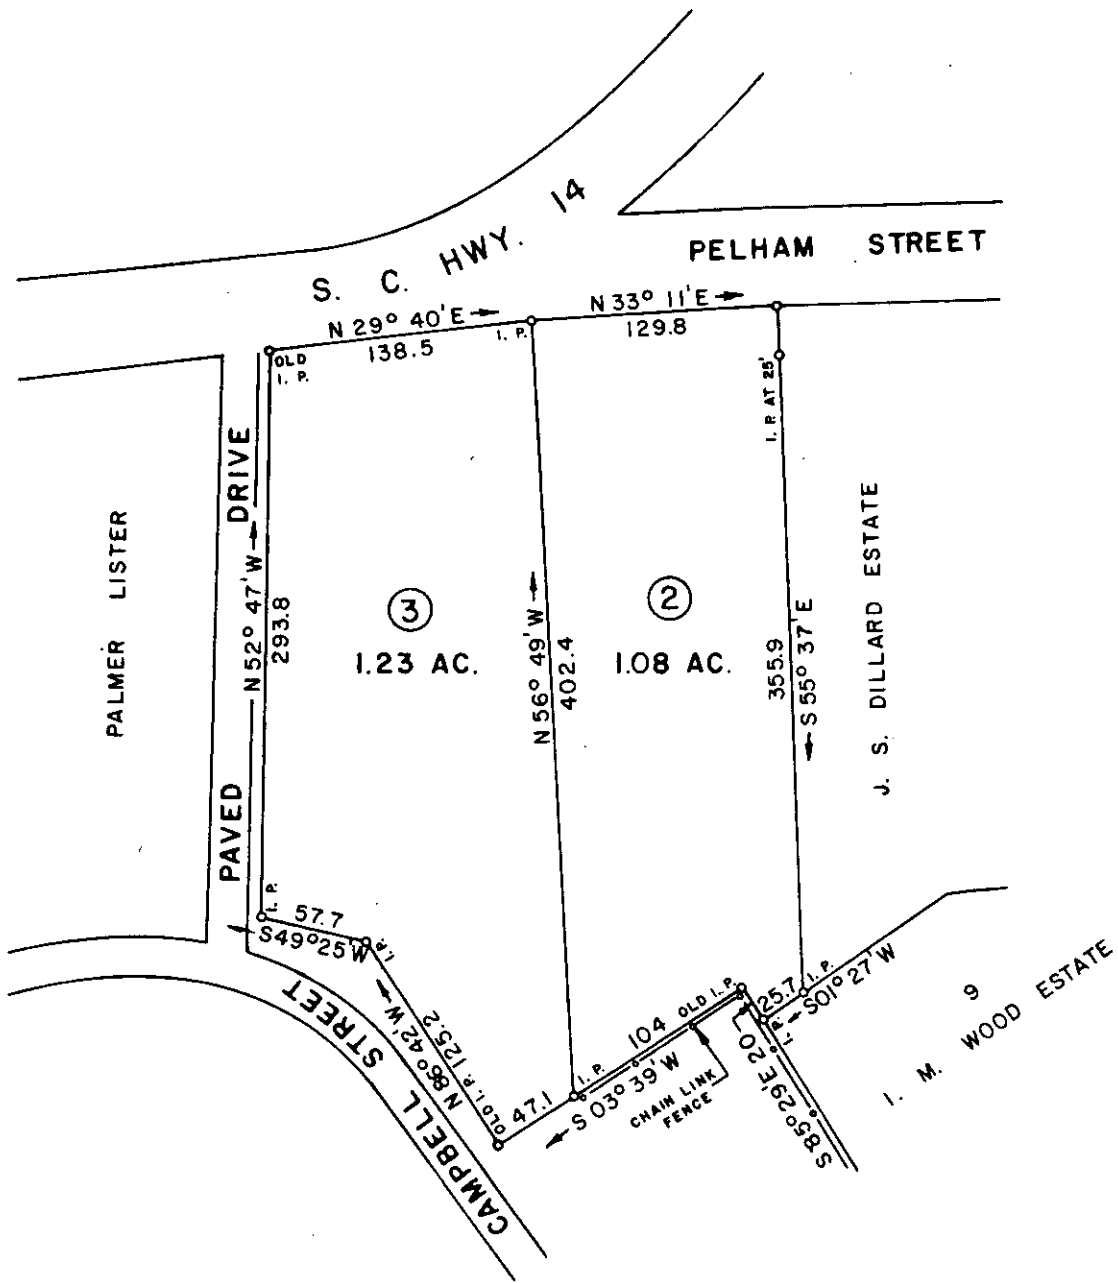 S. C. HWY. 14
PELHAM STREET
N 29° 40' E
138.5
N 33° 11' E
129.8
OLD
I. P.
I. P.
I. P. AT 25'
PALMER LISTER
PAVED DRIVE
N 52° 47' W
293.8
3
1.23 AC.
N 56° 49' W
402.4
2
1.08 AC.
355.9
S 55° 37' E
J. S. DILLARD ESTATE
I. P.
57.7
S 49° 25' W
I. P.
N 86° 42' W
125.2
OLD I. P.
CAMPBELL STREET
47.1
I. P.
104
S 03° 39' W
OLD I. P.
CHAIN LINK
FENCE
25.7
I. P.
S 01° 27' W
I. P.
S 85° 29' E 20
9
I. M. WOOD ESTATE